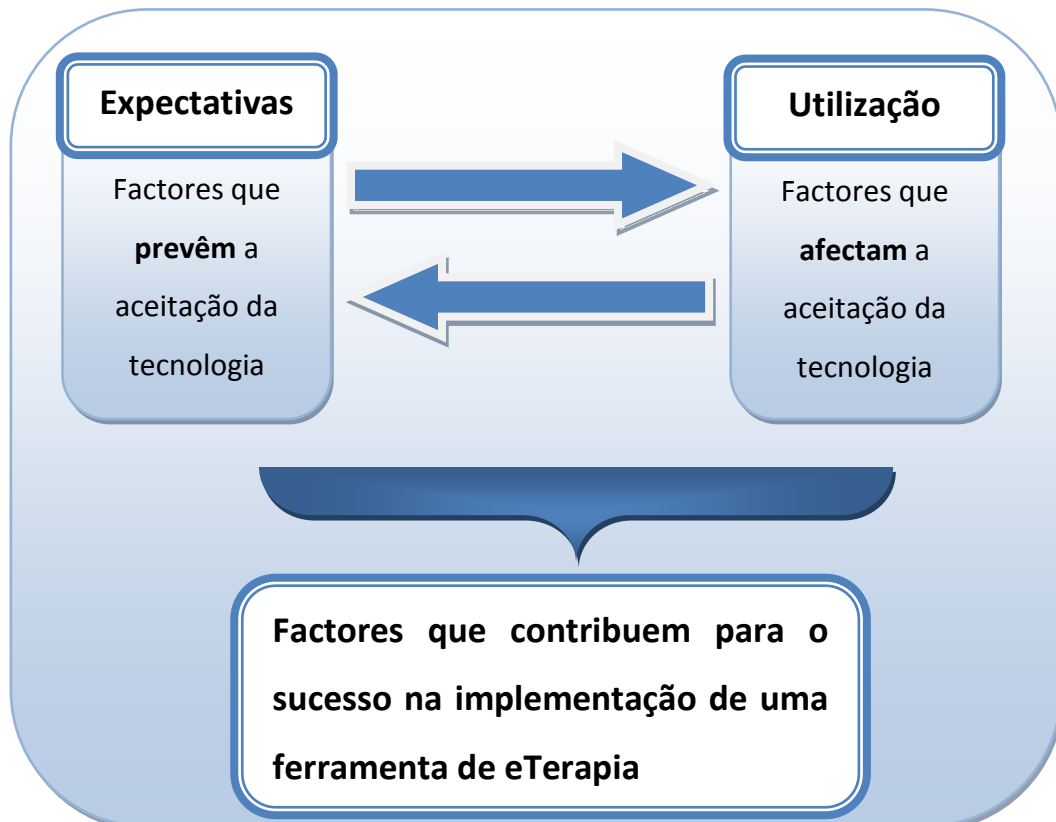 Expectativas
Factores que
prevêm a
aceitação da
tecnologia
Utilização
Factores que
afectam a
aceitação da
tecnologia
Factores que contribuem para o
sucesso na implementação de uma
ferramenta de eTerapia